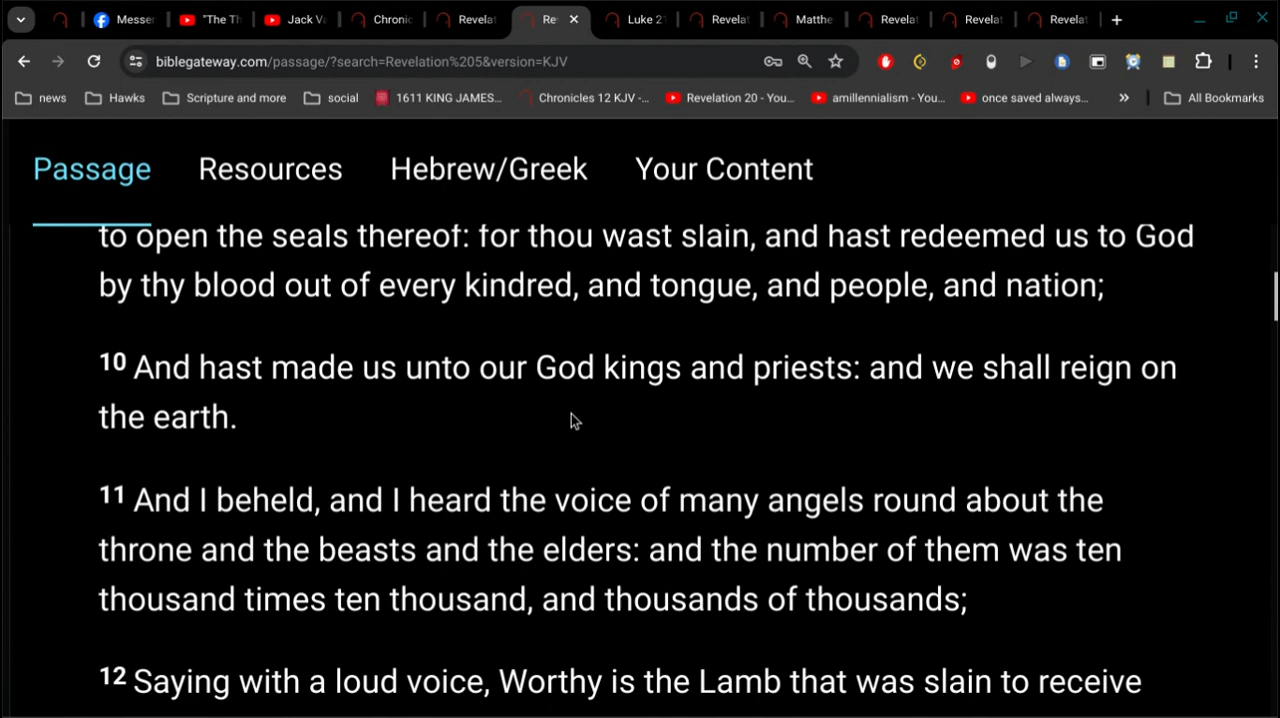 Messer
"The Th
Jack Va
Chronic
Revelat
Re
Luke 21
Revelat
Matthe
Revelat
Revelat
Revelat
biblegateway.com/passage/?search=Revelation%205&version=KJV
news
Hawks
Scripture and more
social
1611 KING JAMES...
Chronicles 12 KJV -...
Revelation 20 - You...
amillennialism - You...
once saved always...
»
All Bookmarks
Passage
Resources
Hebrew/Greek
Your Content
to open the seals thereof: for thou wast slain, and hast redeemed us to God
by thy blood out of every kindred, and tongue, and people, and nation;
10 And hast made us unto our God kings and priests: and we shall reign on
the earth.
11 And I beheld, and I heard the voice of many angels round about the
throne and the beasts and the elders: and the number of them was ten
thousand times ten thousand, and thousands of thousands;
12 Saying with a loud voice, Worthy is the Lamb that was slain to receive